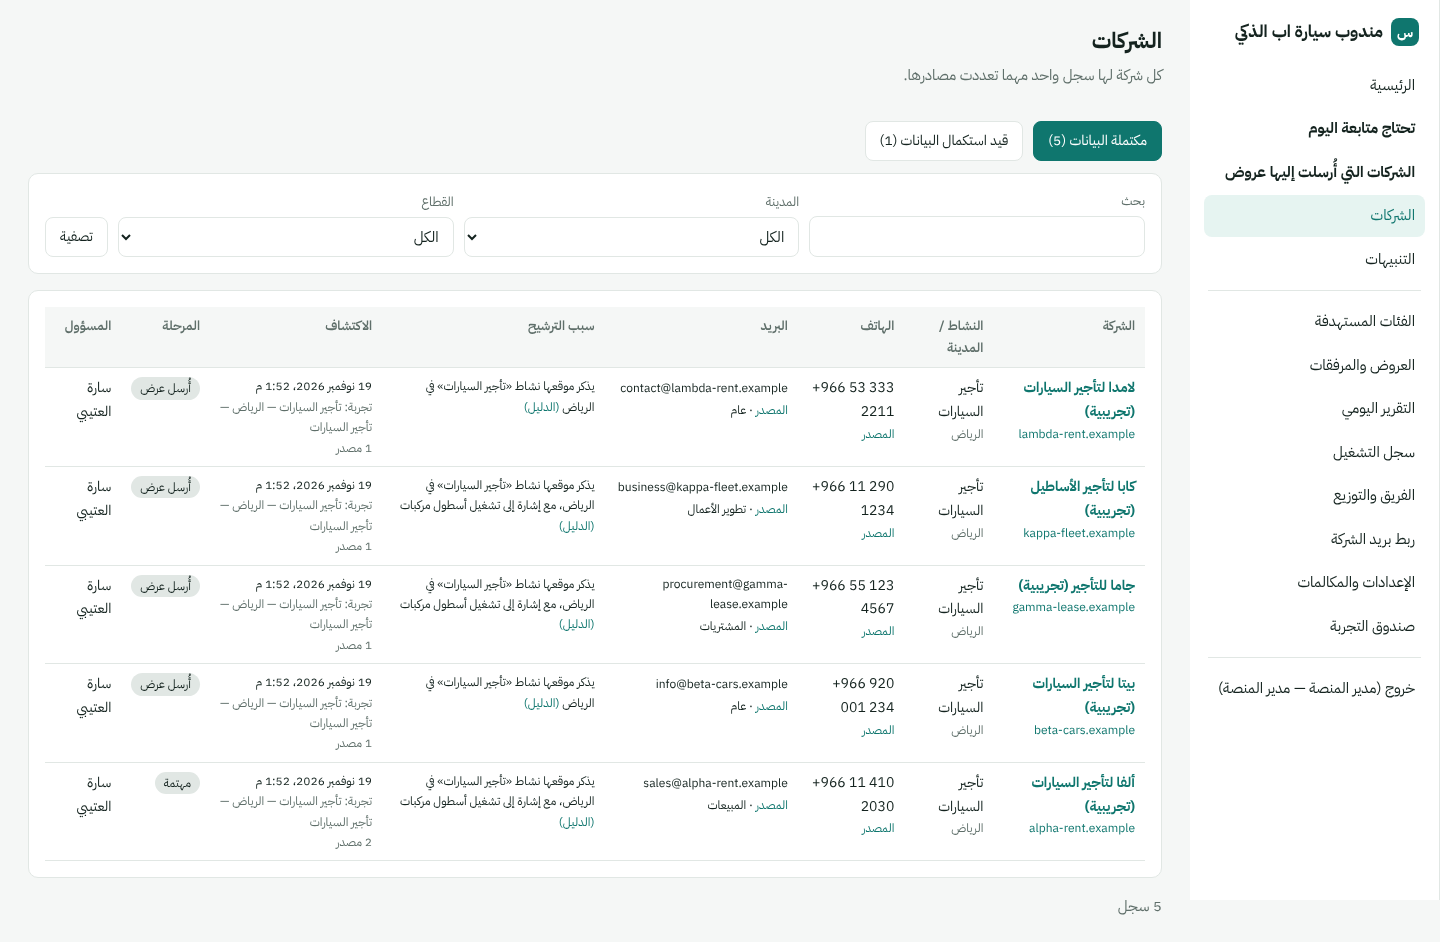 س
مندوب سيارة اب الذكي
الرئيسية
تحتاج متابعة اليوم
الشركات التي أُرسلت إليها عروض
الشركات
التنبيهات
الفئات المستهدفة
العروض والمرفقات
التقرير اليومي
سجل التشغيل
الفريق والتوزيع
ربط بريد الشركة
الإعدادات والمكالمات
صندوق التجربة
خروج (مدير المنصة — مدير المنصة)
الشركات
كل شركة لها سجل واحد مهما تعددت مصادرها.
مكتملة البيانات (5)
قيد استكمال البيانات (1)
بحث
المدينة
القطاع
الكل
الكل
تصفية
الشركة
النشاط /
المدينة
الهاتف
البريد
سبب الترشيح
الاكتشاف
المرحلة
المسؤول
لامدا لتأجير السيارات
(تجريبية)
lambda-rent.example
تأجير
السيارات
الرياض
+966 53 333
2211
المصدر
contact@lambda-rent.example
المصدر · عام
يذكر موقعها نشاط «تأجير السيارات» في
الرياض (الدليل)
19 نوفمبر 2026، 1:52 م
تجربة: تأجير السيارات — الرياض —
تأجير السيارات
1 مصدر
أُرسل عرض
سارة
العتيبي
كابا لتأجير الأساطيل
(تجريبية)
kappa-fleet.example
تأجير
السيارات
الرياض
+966 11 290
1234
المصدر
business@kappa-fleet.example
المصدر · تطوير الأعمال
يذكر موقعها نشاط «تأجير السيارات» في
الرياض، مع إشارة إلى تشغيل أسطول مركبات
(الدليل)
19 نوفمبر 2026، 1:52 م
تجربة: تأجير السيارات — الرياض —
تأجير السيارات
1 مصدر
أُرسل عرض
سارة
العتيبي
جاما للتأجير (تجريبية)
gamma-lease.example
تأجير
السيارات
الرياض
+966 55 123
4567
المصدر
procurement@gamma-
lease.example
المصدر · المشتريات
يذكر موقعها نشاط «تأجير السيارات» في
الرياض، مع إشارة إلى تشغيل أسطول مركبات
(الدليل)
19 نوفمبر 2026، 1:52 م
تجربة: تأجير السيارات — الرياض —
تأجير السيارات
1 مصدر
أُرسل عرض
سارة
العتيبي
بيتا لتأجير السيارات
(تجريبية)
beta-cars.example
تأجير
السيارات
الرياض
+966 920
001 234
المصدر
info@beta-cars.example
المصدر · عام
يذكر موقعها نشاط «تأجير السيارات» في
الرياض (الدليل)
19 نوفمبر 2026، 1:52 م
تجربة: تأجير السيارات — الرياض —
تأجير السيارات
1 مصدر
أُرسل عرض
سارة
العتيبي
ألفا لتأجير السيارات
(تجريبية)
alpha-rent.example
تأجير
السيارات
الرياض
+966 11 410
2030
المصدر
sales@alpha-rent.example
المصدر · المبيعات
يذكر موقعها نشاط «تأجير السيارات» في
الرياض، مع إشارة إلى تشغيل أسطول مركبات
(الدليل)
19 نوفمبر 2026، 1:52 م
تجربة: تأجير السيارات — الرياض —
تأجير السيارات
2 مصدر
مهتمة
سارة
العتيبي
5 سجل